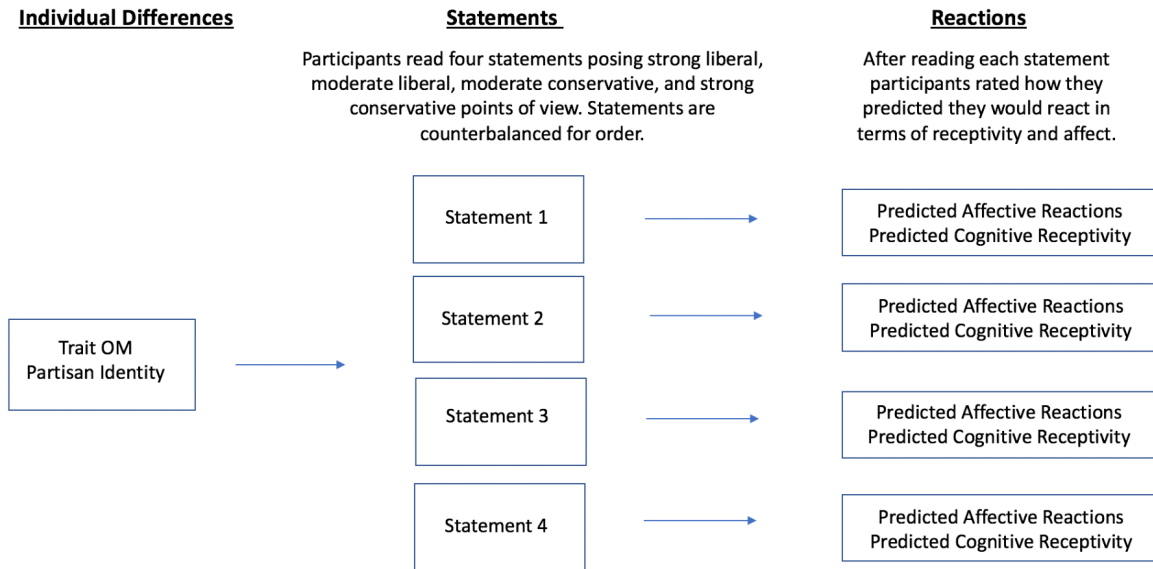 Individual Differences
Statements
Reactions
Participants read four statements posing strong liberal,
moderate liberal, moderate conservative, and strong
conservative points of view. Statements are
counterbalanced for order.
After reading each statement
participants rated how they
predicted they would react in
terms of receptivity and affect.
Trait OM
Partisan Identity
Statement 1
Predicted Affective Reactions
Predicted Cognitive Receptivity
Statement 2
Predicted Affective Reactions
Predicted Cognitive Receptivity
Statement 3
Predicted Affective Reactions
Predicted Cognitive Receptivity
Statement 4
Predicted Affective Reactions
Predicted Cognitive Receptivity